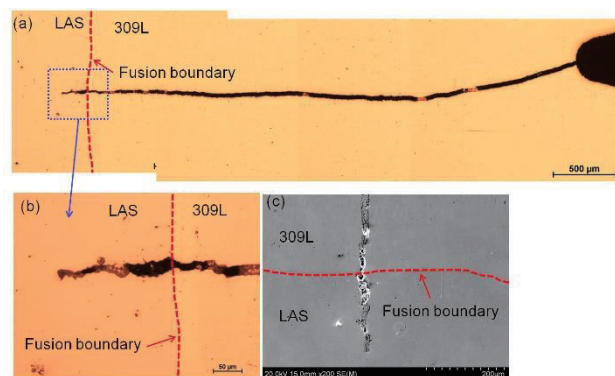 (a)
LAS
309L
Fusion boundary
500 µm
(b)
LAS
309L
Fusion boundary
50 µm
(c)
309L
Fusion boundary
LAS
20.0kV 15.0mm x200 SE(M)
200um